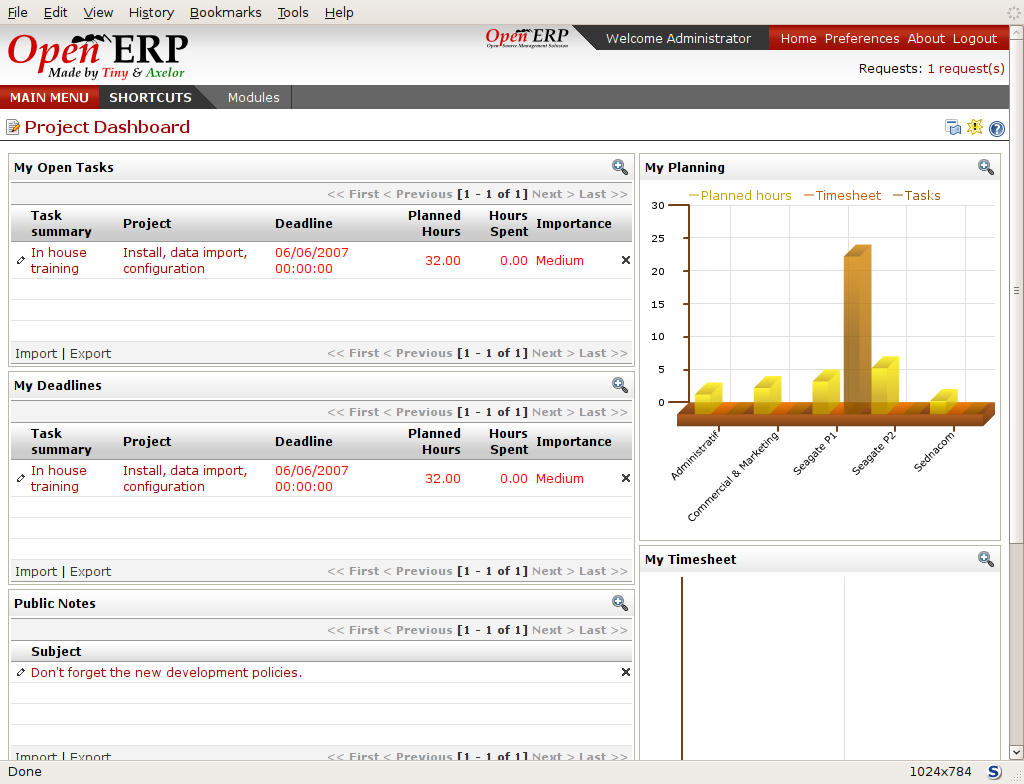 File Edit View History Bookmarks Tools Help
Open ERP
Made by Tiny & Axelor
Open ERP
Open Source Management Solution
Welcome Administrator
Home Preferences About Logout
Requests: 1 request(s)
MAIN MENU SHORTCUTS Modules
Project Dashboard
My Open Tasks
<< First < Previous [1 - 1 of 1] Next > Last >>
Task summary Project Deadline Planned Hours Hours Spent Importance
In house training Install, data import, configuration 06/06/2007 00:00:00 32.00 0.00 Medium
Import | Export << First < Previous [1 - 1 of 1] Next > Last >>
My Deadlines
<< First < Previous [1 - 1 of 1] Next > Last >>
Task summary Project Deadline Planned Hours Hours Spent Importance
In house training Install, data import, configuration 06/06/2007 00:00:00 32.00 0.00 Medium
Import | Export << First < Previous [1 - 1 of 1] Next > Last >>
Public Notes
<< First < Previous [1 - 1 of 1] Next > Last >>
Subject
Don't forget the new development policies.
Import | Export << First < Previous [1 - 1 of 1] Next > Last >>
My Planning
Planned hours Timesheet Tasks
30
25
20
15
10
5
0
Administratif
Commercial & Marketing
Seagate P1
Seagate P2
Sednacom
My Timesheet
Done 1024x784 S